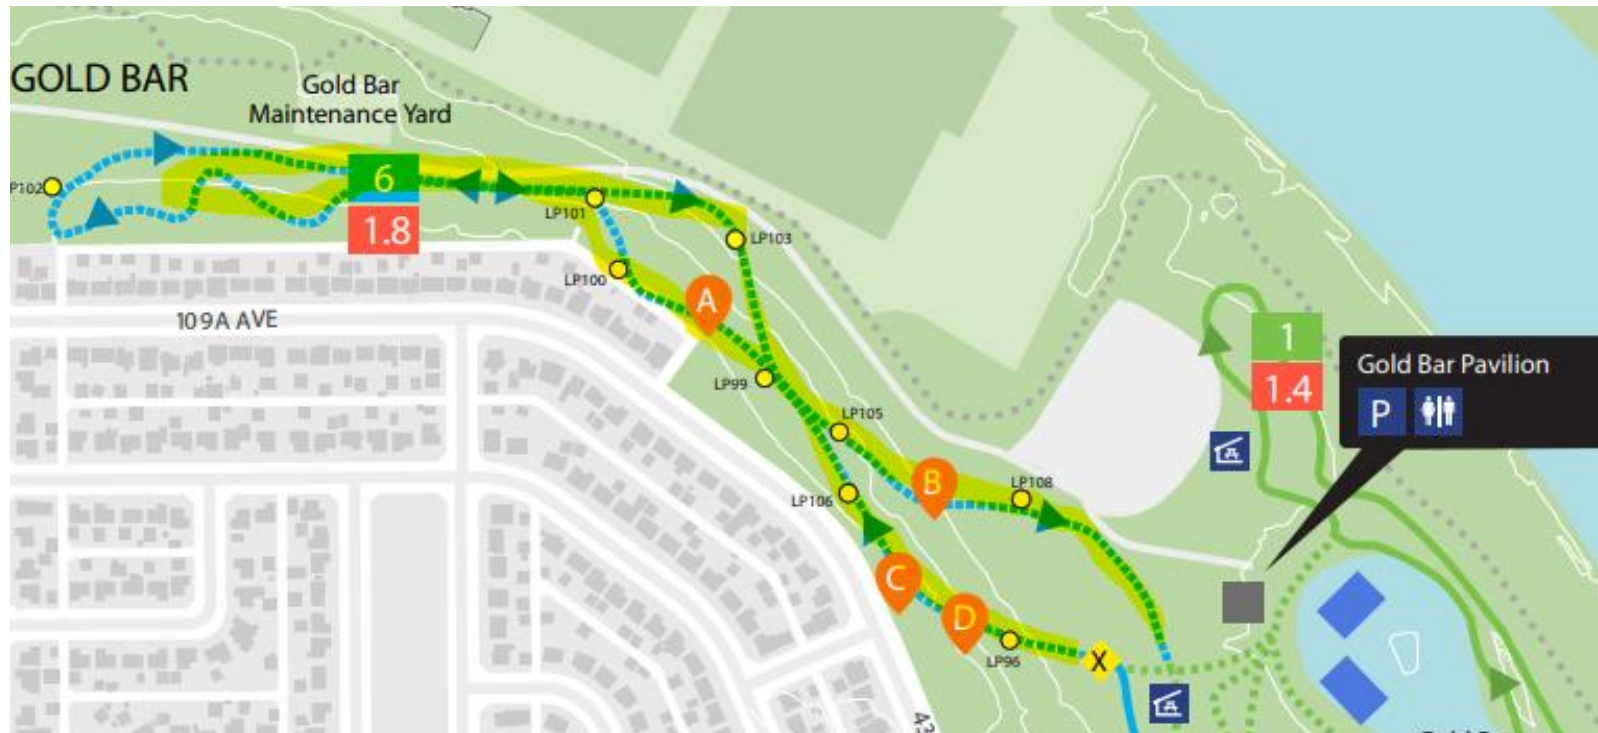 GOLD BAR
Gold Bar
Maintenance Yard
P102
6
1.8
LP101
LP103
LP100
A
109A AVE
LP99
LP105
1
1.4
Gold Bar Pavilion
P
B
LP108
LP106
C
D
LP96
X